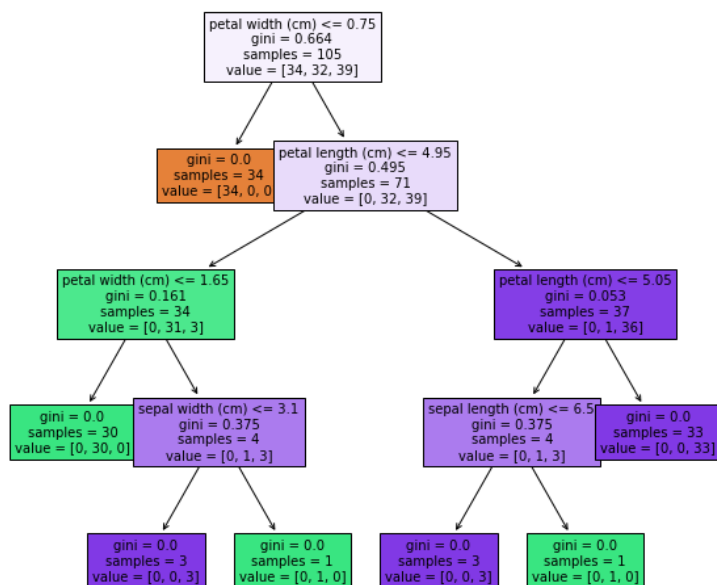 petal width (cm) <= 0.75
gini = 0.664
samples = 105
value = [34, 32, 39]
gini = 0.0
samples = 34
value = [34, 0, 0
petal length (cm) <= 4.95
gini = 0.495
samples = 71
value = [0, 32, 39]
petal width (cm) <= 1.65
gini = 0.161
samples = 34
value = [0, 31, 3]
petal length (cm) <= 5.05
gini = 0.053
samples = 37
value = [0, 1, 36]
gini = 0.0
samples = 30
value = [0, 30, 0]
sepal width (cm) <= 3.1
gini = 0.375
samples = 4
value = [0, 1, 3]
sepal length (cm) <= 6.5
gini = 0.375
samples = 4
value = [0, 1, 3]
gini = 0.0
samples = 33
value = [0, 0, 33]
gini = 0.0
samples = 3
value = [0, 0, 3]
gini = 0.0
samples = 1
value = [0, 1, 0]
gini = 0.0
samples = 3
value = [0, 0, 3]
gini = 0.0
samples = 1
value = [0, 1, 0]